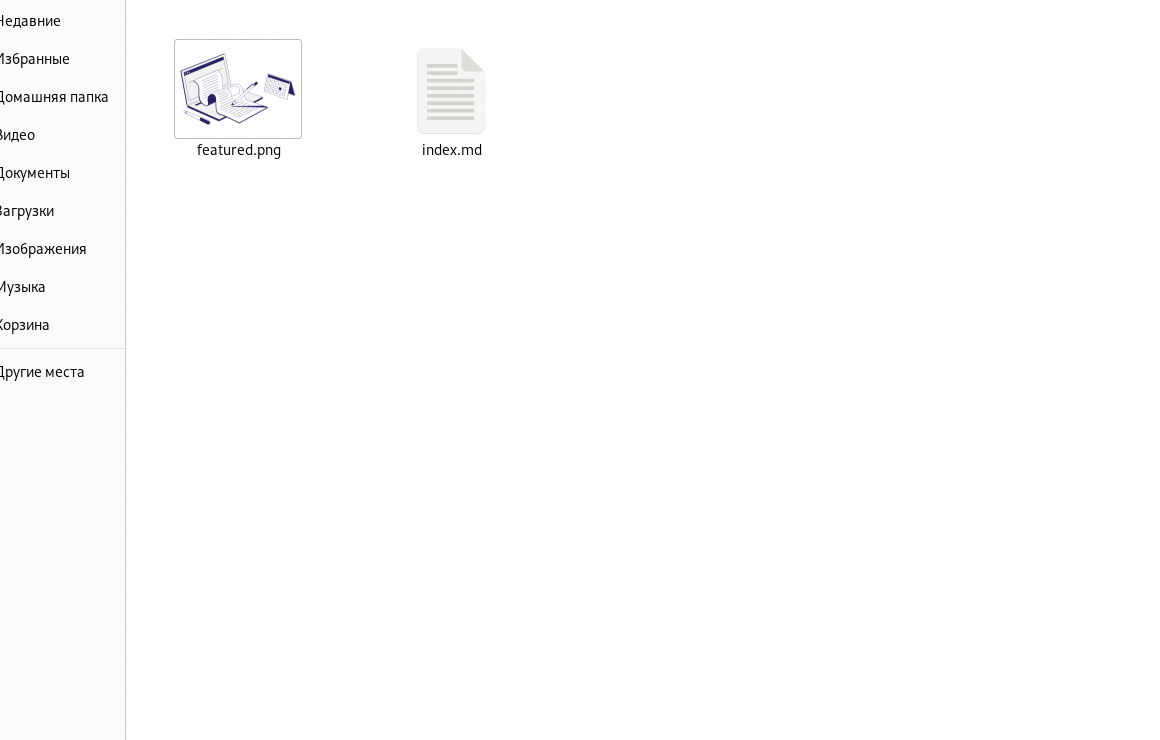 Недавние
Избранные
Домашняя папка
Видео
Документы
Загрузки
Изображения
Музыка
Корзина
Другие места
featured.png
index.md